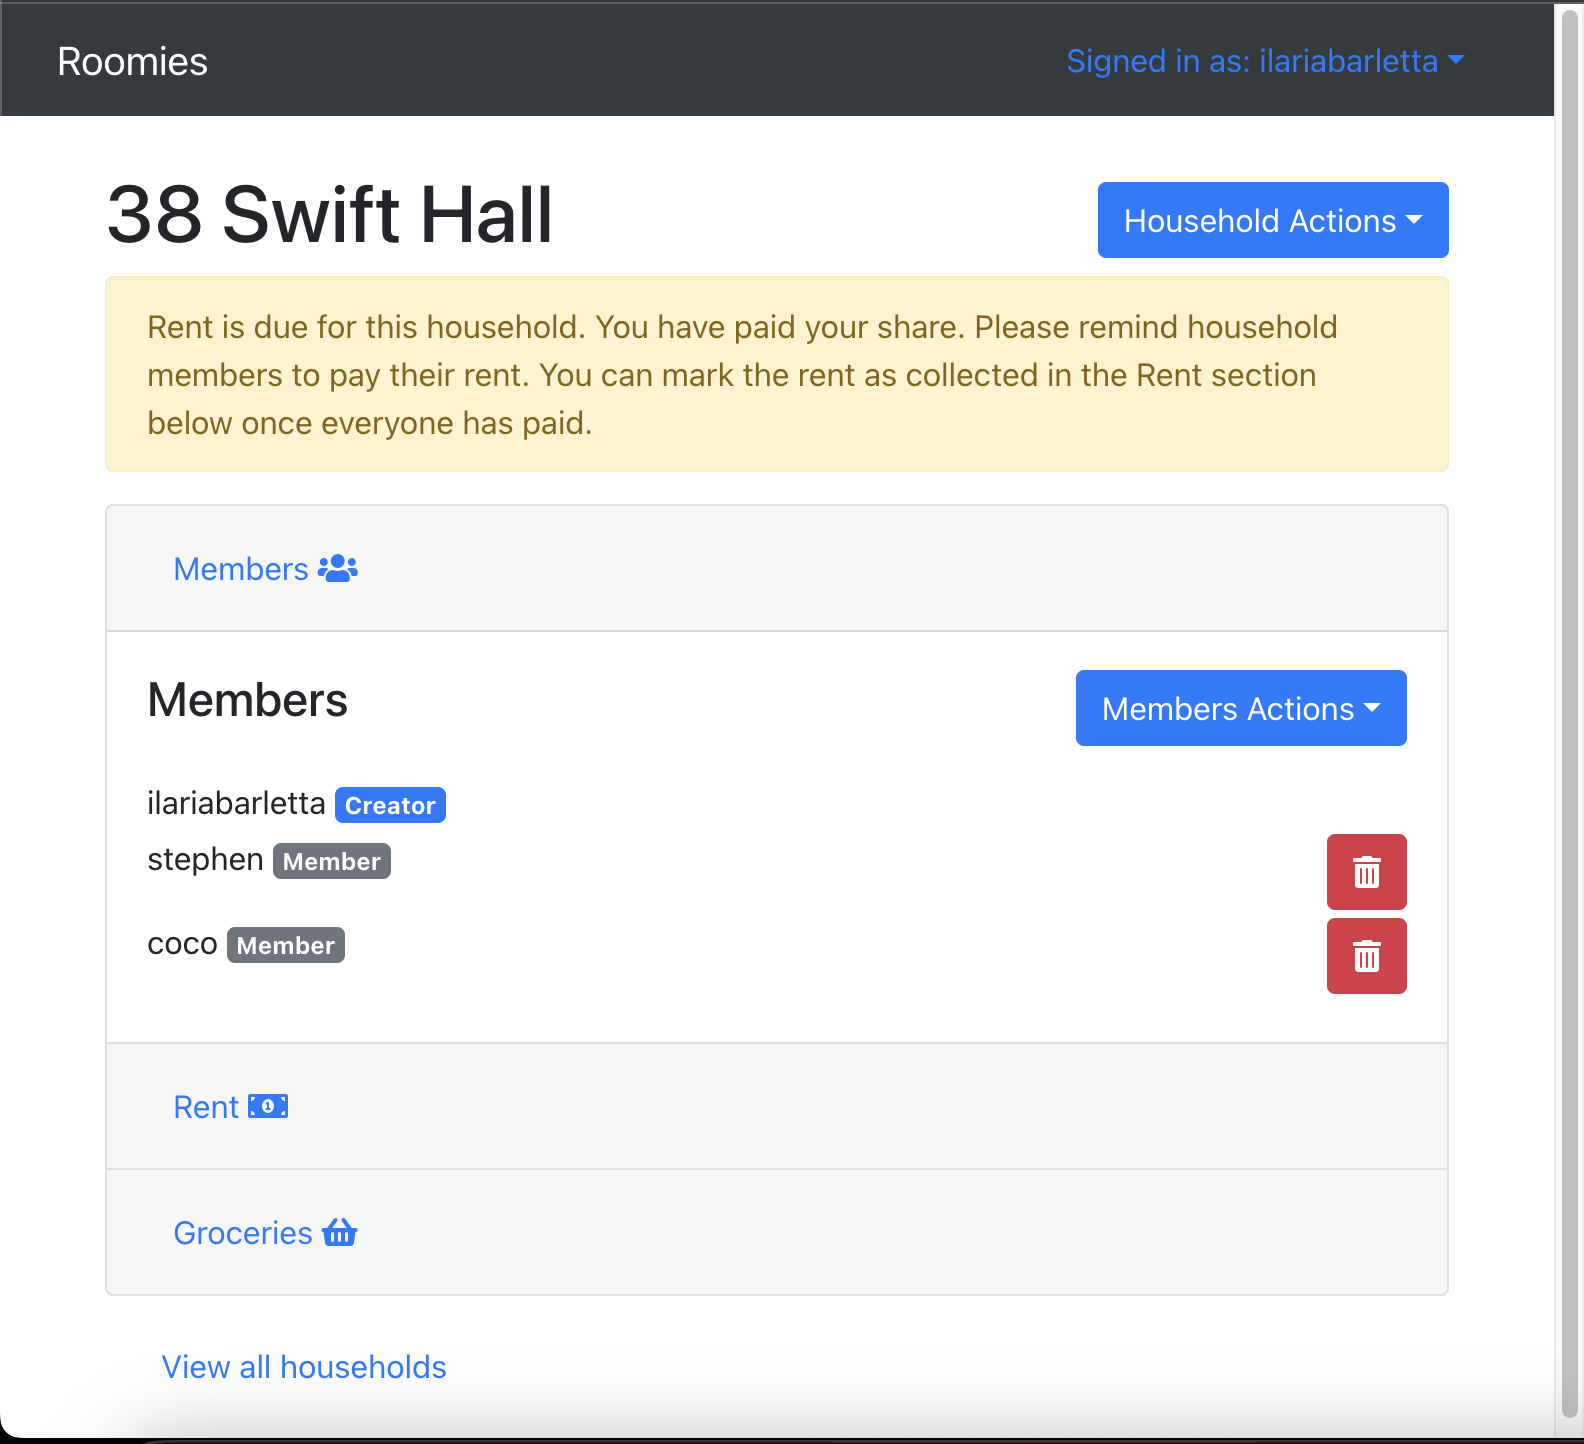 Roomies
Signed in as: ilariabarletta
38 Swift Hall
Household Actions
Rent is due for this household. You have paid your share. Please remind household
members to pay their rent. You can mark the rent as collected in the Rent section
below once everyone has paid.
Members
Members
Members Actions
ilariabarletta Creator
stephen Member
coco Member
Rent
Groceries
View all households